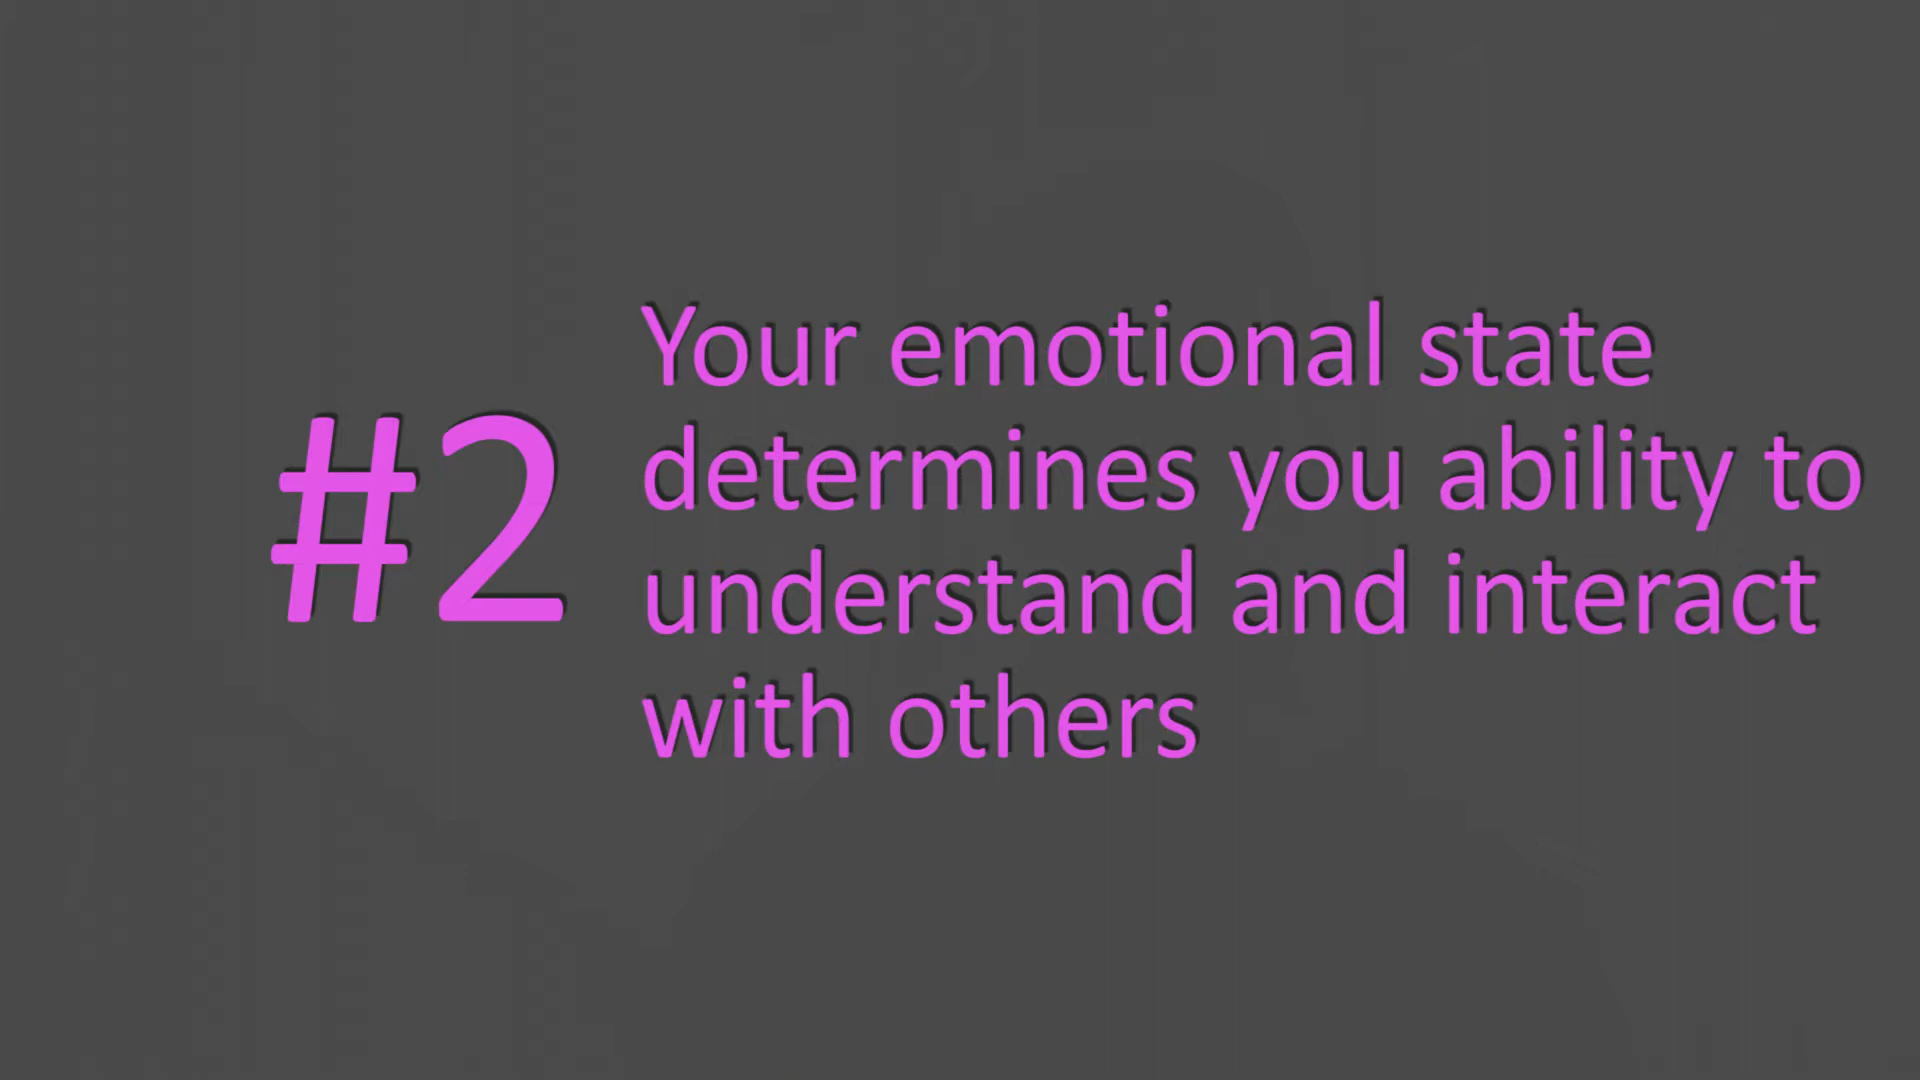 #2
Your emotional state
determines you ability to
understand and interact
with others